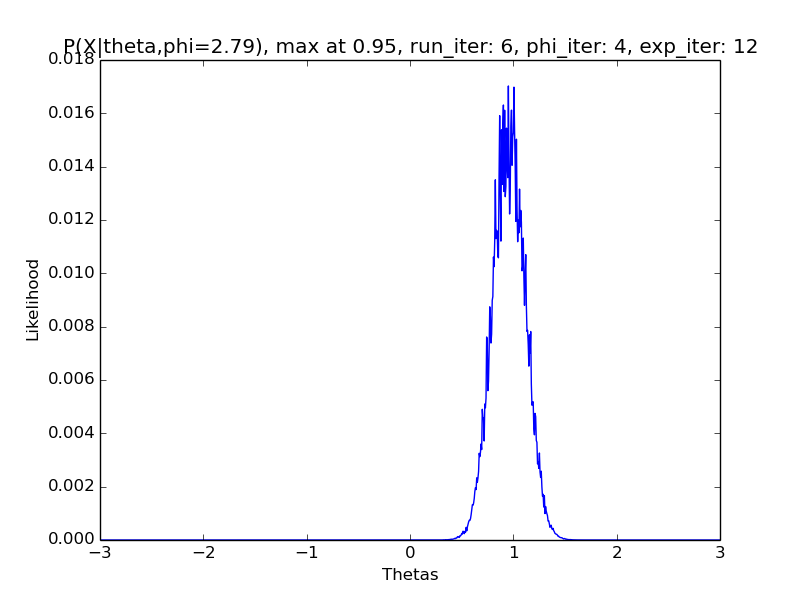 P(X|theta,phi=2.79), max at 0.95, run_iter: 6, phi_iter: 4, exp_iter: 12
0.018
0.016
0.014
0.012
0.010
0.008
0.006
0.004
0.002
0.000
Likelihood
−3 −2 −1 0 1 2 3
Thetas